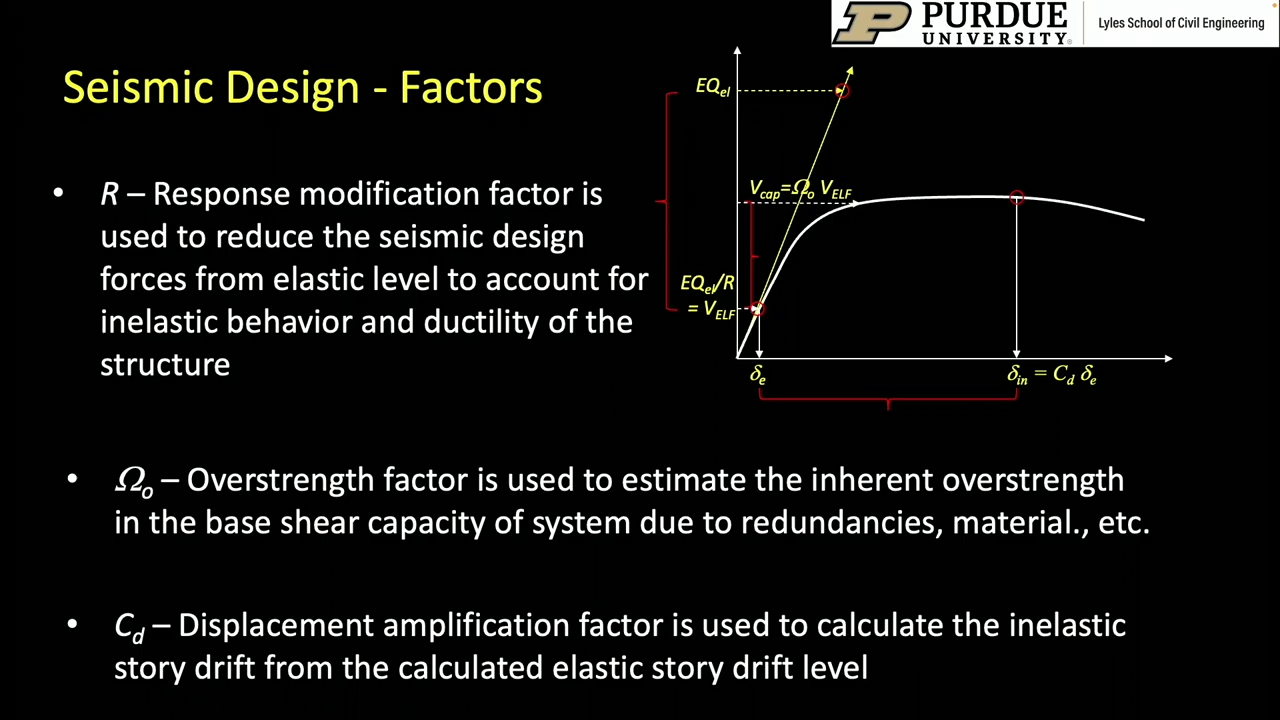 PURDUE
UNIVERSITY®
Lyles School of Civil Engineering
Seismic Design - Factors
• R – Response modification factor is
used to reduce the seismic design
forces from elastic level to account for
inelastic behavior and ductility of the
structure
EQel
Vcap=Ωo VELF
EQel/R
= VELF
δe
δin = Cd δe
• Ωo – Overstrength factor is used to estimate the inherent overstrength
in the base shear capacity of system due to redundancies, material., etc.
• Cd – Displacement amplification factor is used to calculate the inelastic
story drift from the calculated elastic story drift level